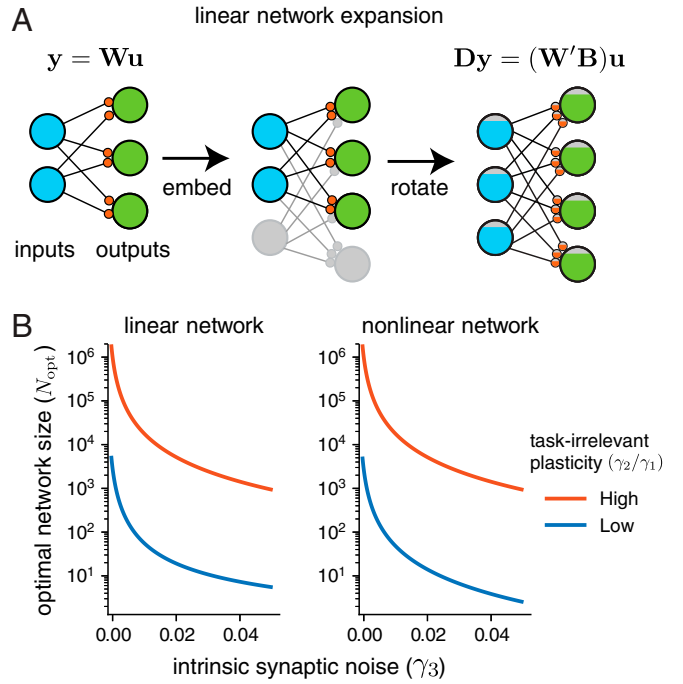 A
linear network expansion
y = Wu
Dy = (W′B)u
embed
rotate
inputs
outputs
B
linear network
nonlinear network
optimal network size (N_opt)
10^6
10^5
10^4
10^3
10^2
10^1
10^6
10^5
10^4
10^3
10^2
10^1
task-irrelevant
plasticity (γ₂/γ₁)
High
Low
0.00 0.02 0.04
0.00 0.02 0.04
intrinsic synaptic noise (γ₃)